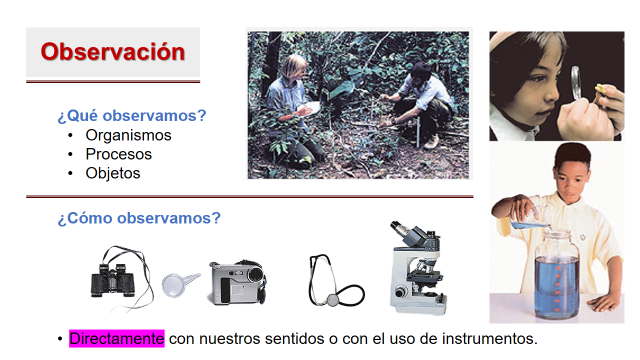 Observación
¿Qué observamos?
• Organismos
• Procesos
• Objetos
¿Cómo observamos?
• Directamente con nuestros sentidos o con el uso de instrumentos.